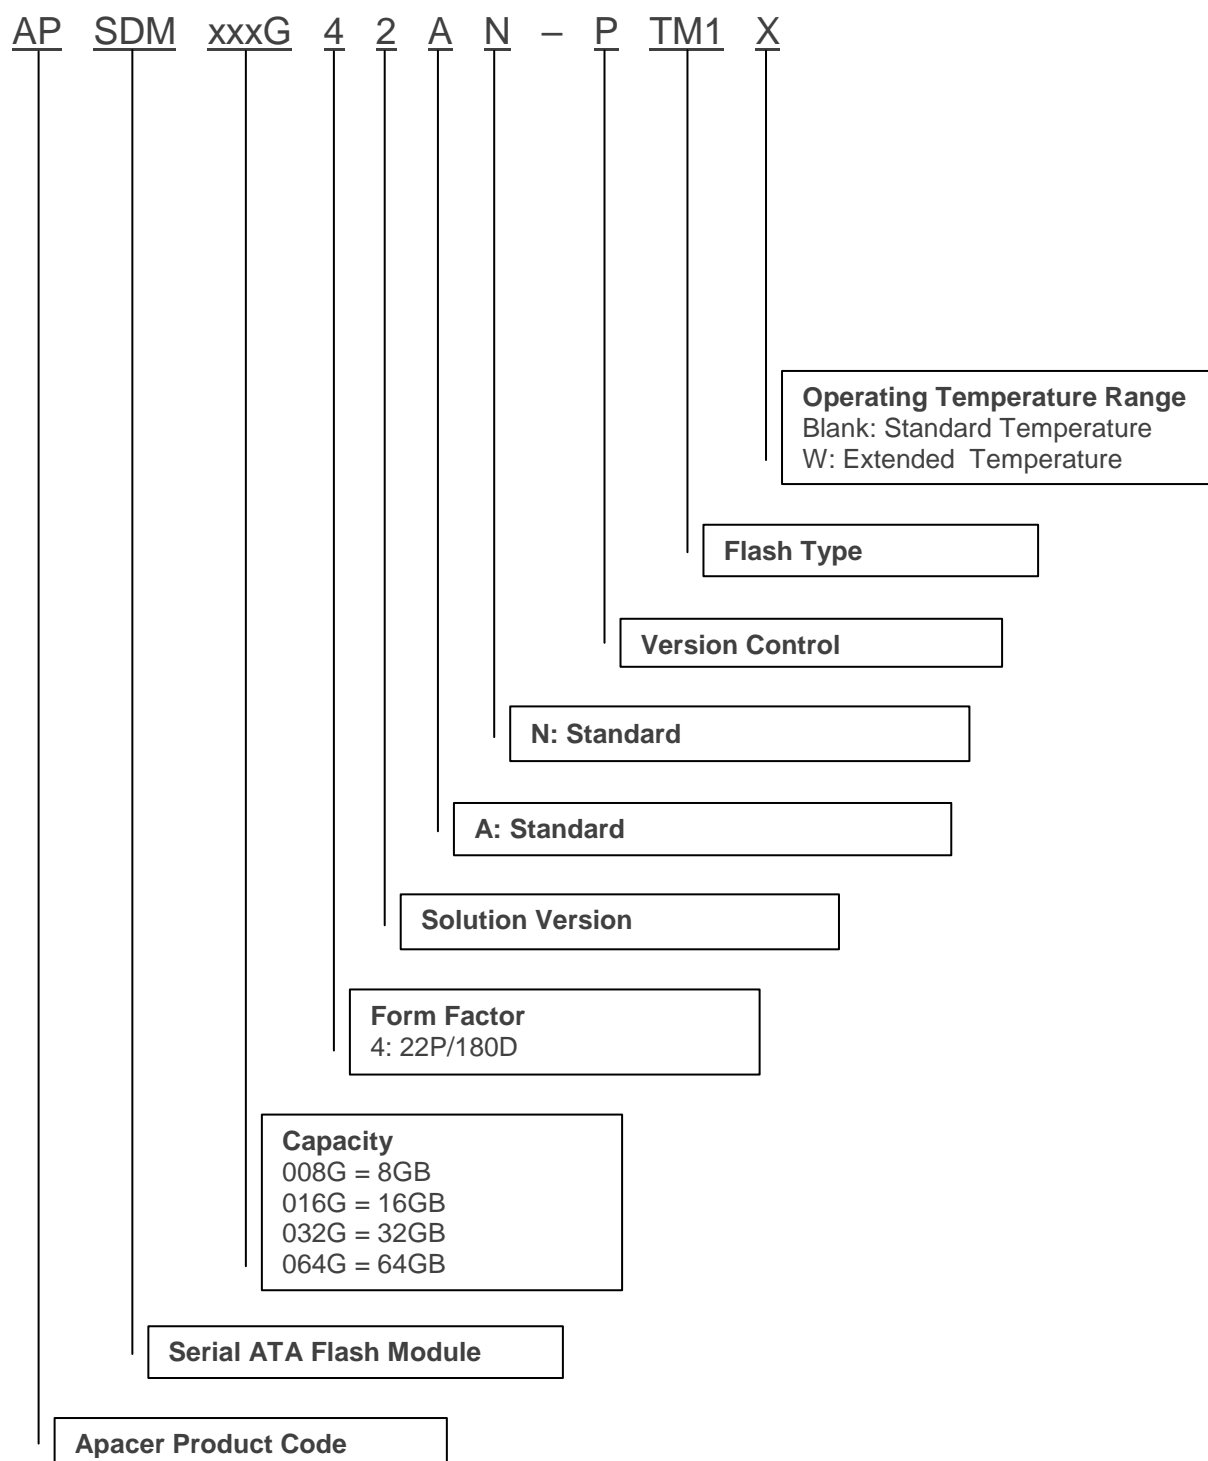 AP SDM xxxG 4 2 A N – P TM1 X
Operating Temperature Range
Blank: Standard Temperature
W: Extended Temperature
Flash Type
Version Control
N: Standard
A: Standard
Solution Version
Form Factor
4: 22P/180D
Capacity
008G = 8GB
016G = 16GB
032G = 32GB
064G = 64GB
Serial ATA Flash Module
Apacer Product Code